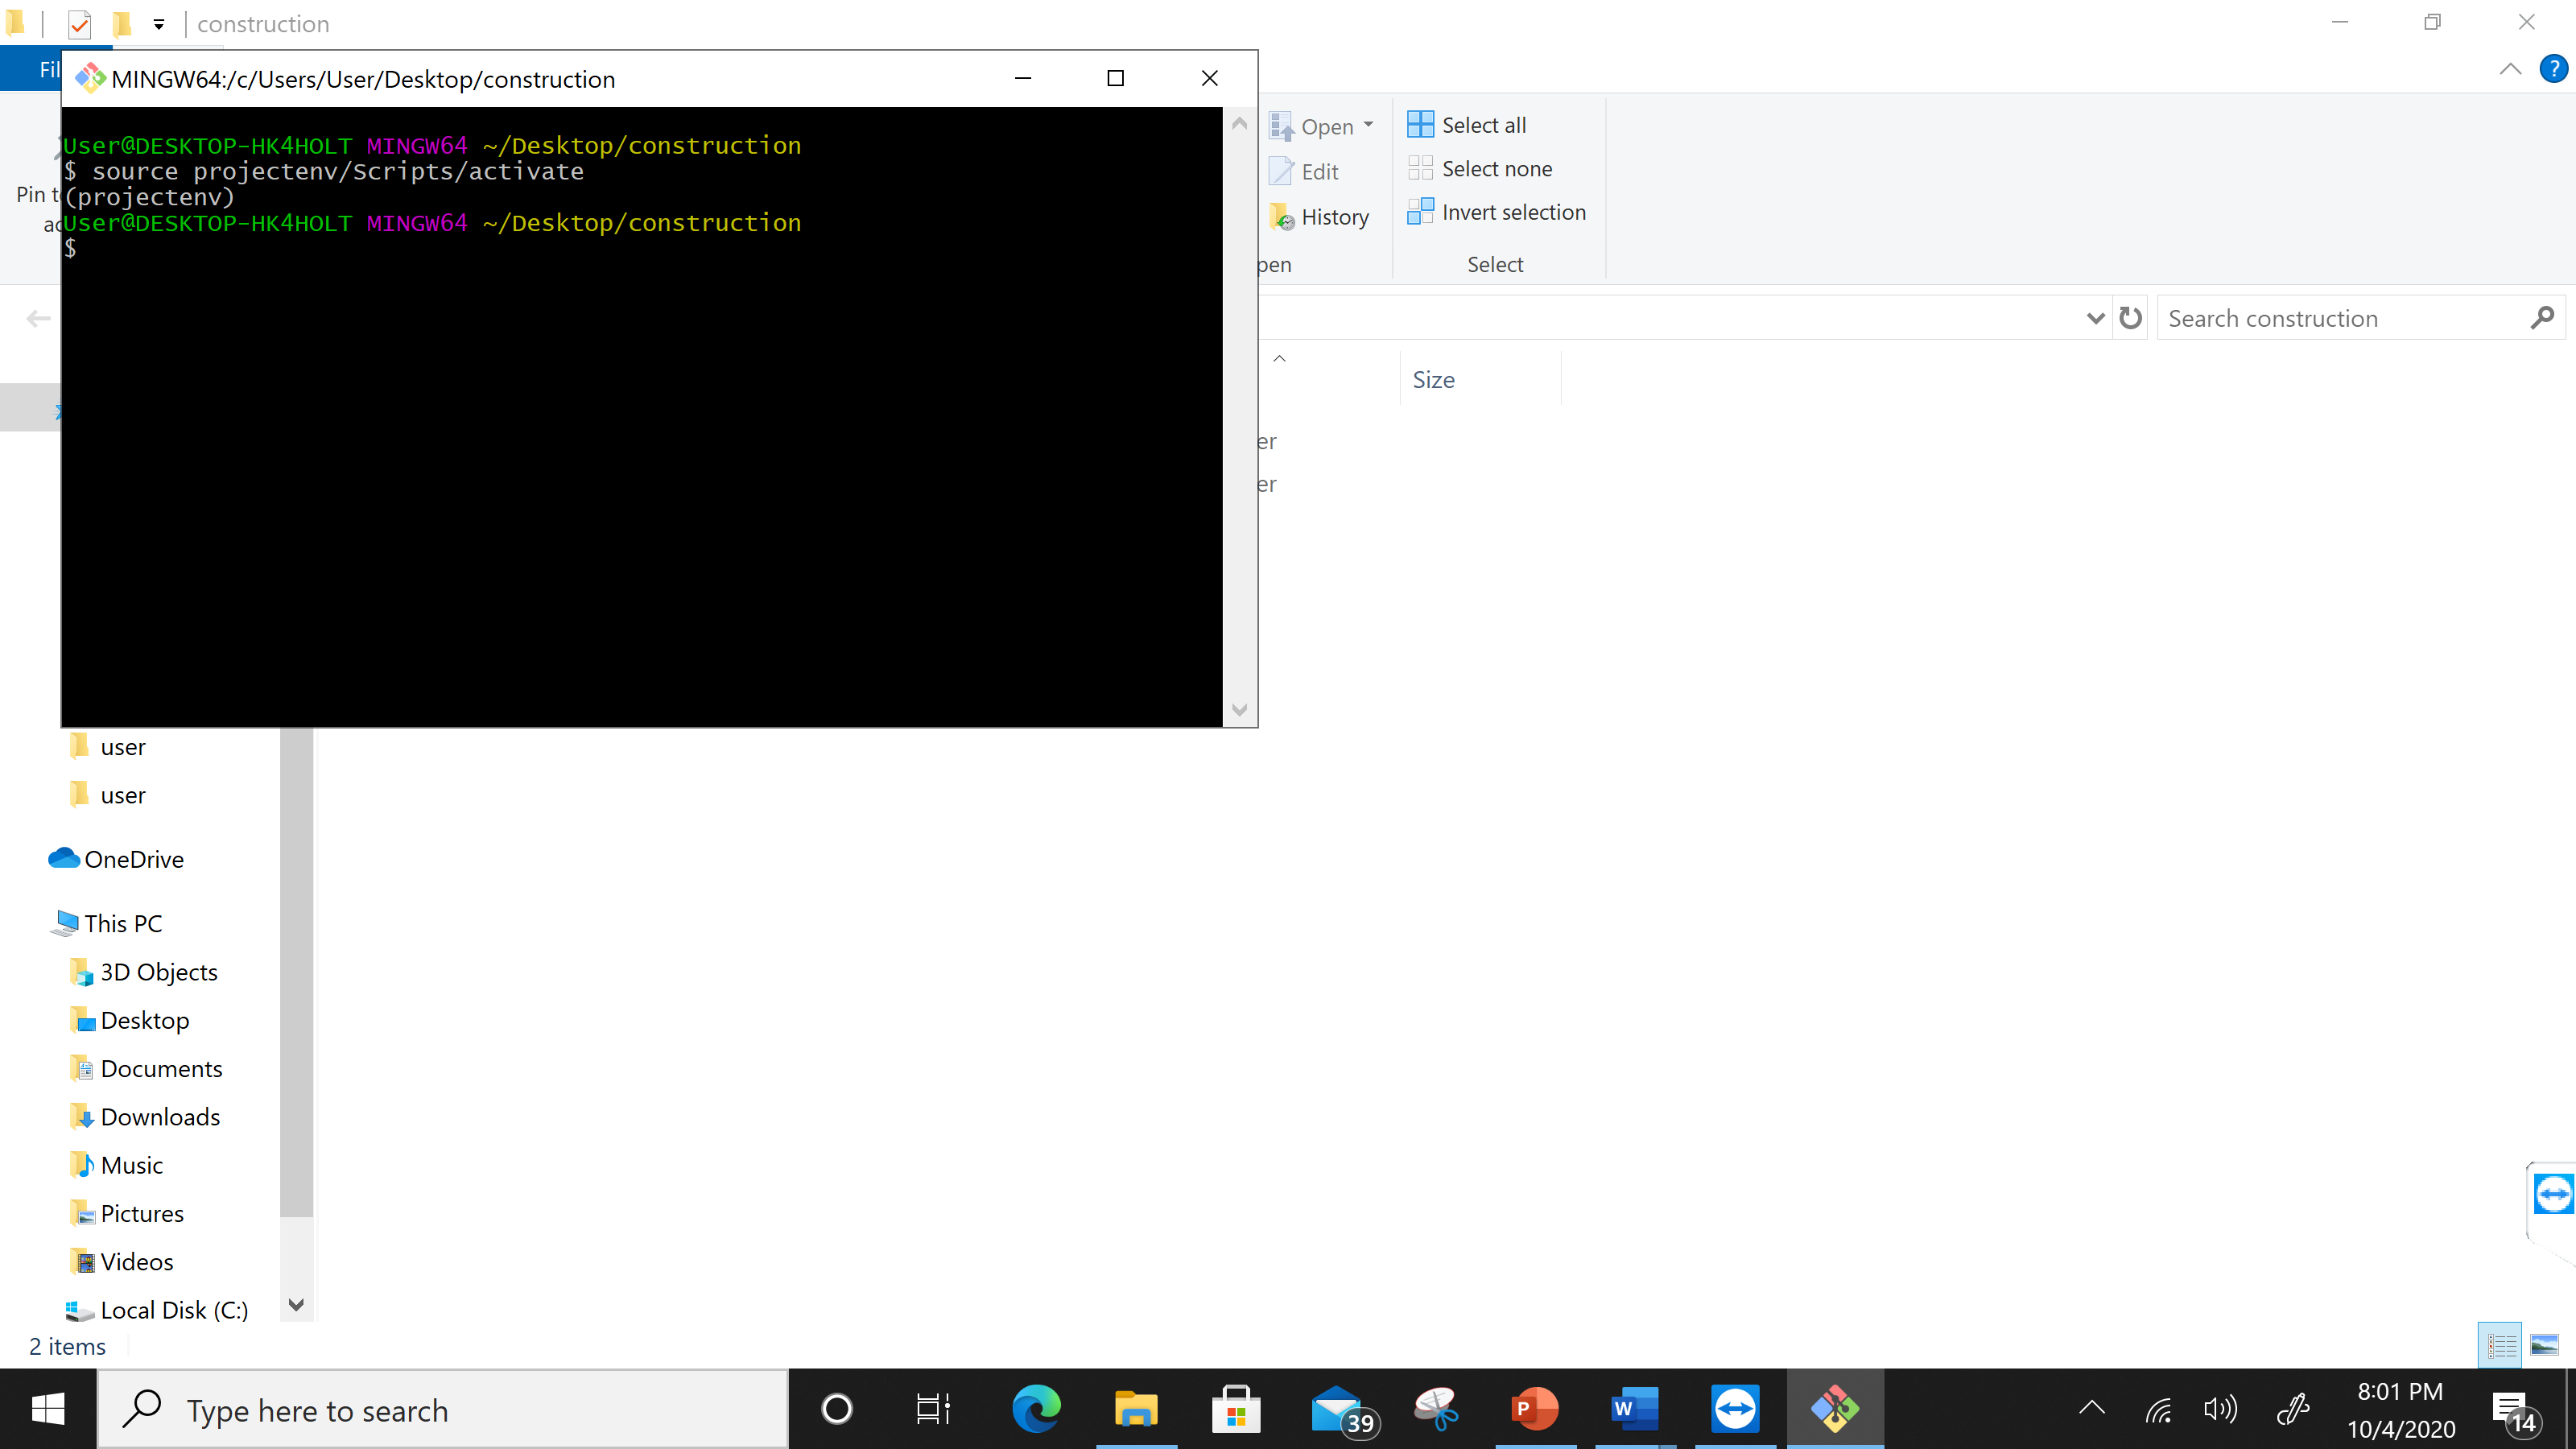 construction
Fil
MINGW64:/c/Users/User/Desktop/construction
User@DESKTOP-HK4HOLT MINGW64 ~/Desktop/construction
$ source projectenv/Scripts/activate
(projectenv)
User@DESKTOP-HK4HOLT MINGW64 ~/Desktop/construction
$
Pin t
ac
Open
Edit
History
pen
Select all
Select none
Invert selection
Select
Search construction
Size
er
er
user
user
OneDrive
This PC
3D Objects
Desktop
Documents
Downloads
Music
Pictures
Videos
Local Disk (C:)
2 items
Type here to search
39
P
W
8:01 PM
10/4/2020
14
?